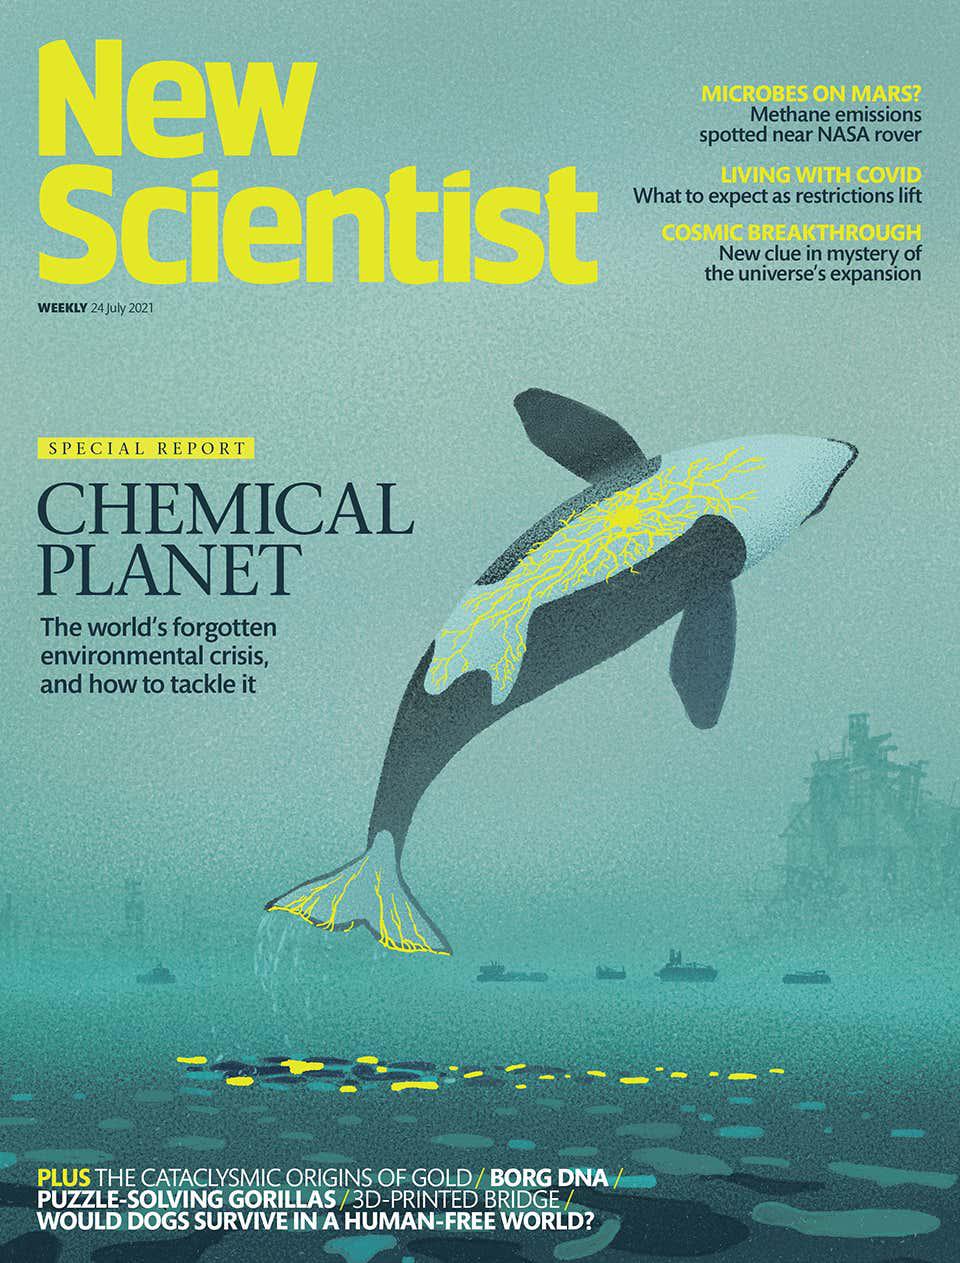 New
Scientist
WEEKLY 24 July 2021
MICROBES ON MARS?
Methane emissions
spotted near NASA rover
LIVING WITH COVID
What to expect as restrictions lift
COSMIC BREAKTHROUGH
New clue in mystery of
the universe's expansion
SPECIAL REPORT
CHEMICAL
PLANET
The world's forgotten
environmental crisis,
and how to tackle it
PLUS THE CATACLYSMIC ORIGINS OF GOLD / BORG DNA /
PUZZLE-SOLVING GORILLAS / 3D-PRINTED BRIDGE /
WOULD DOGS SURVIVE IN A HUMAN-FREE WORLD?